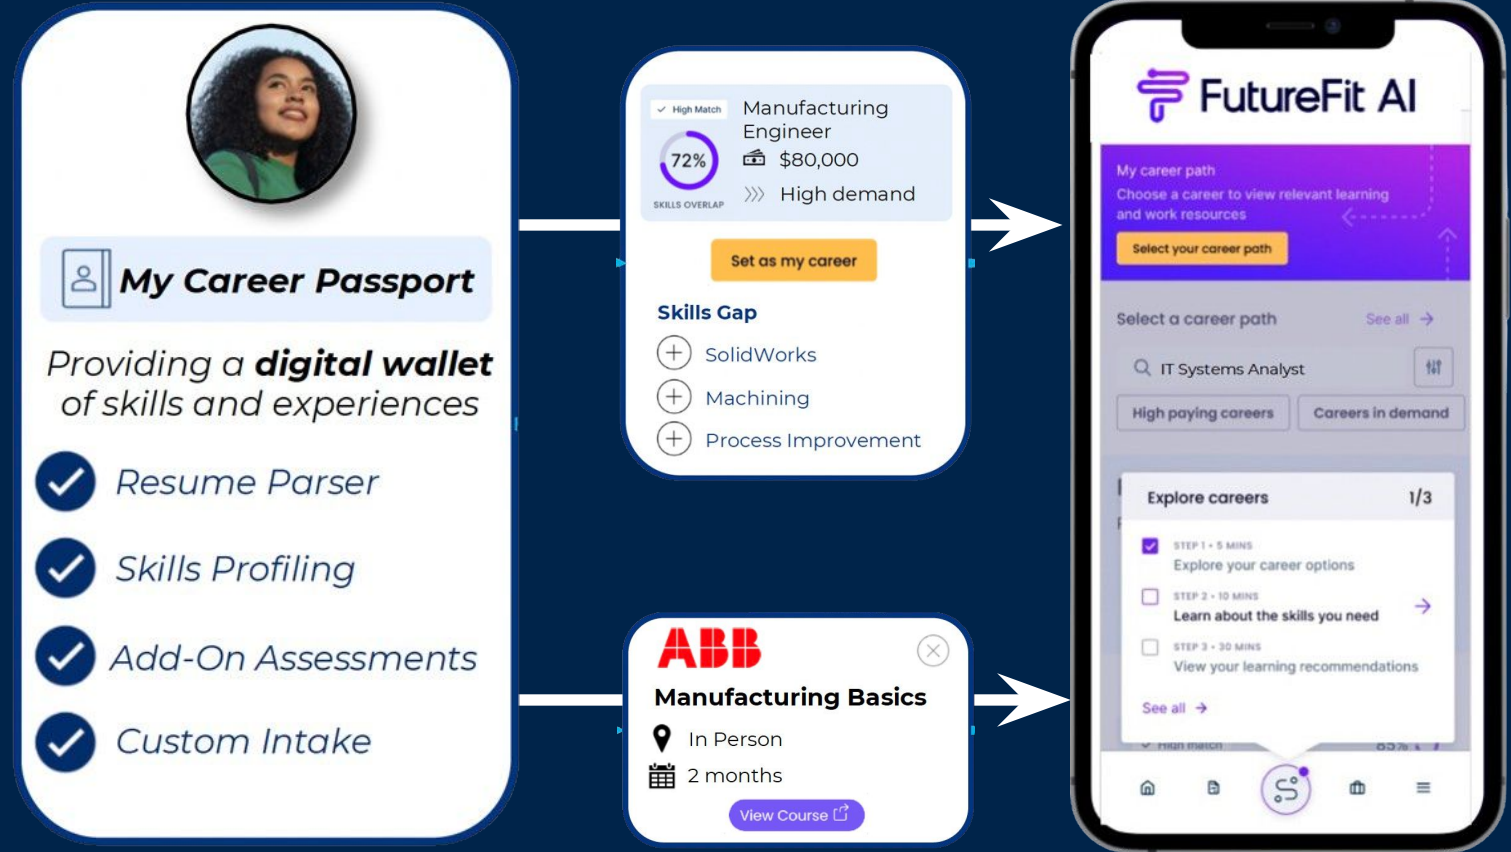 My Career Passport
Providing a digital wallet
of skills and experiences
Resume Parser
Skills Profiling
Add-On Assessments
Custom Intake
High Match
72%
SKILLS OVERLAP
Manufacturing
Engineer
$80,000
High demand
Set as my career
Skills Gap
SolidWorks
Machining
Process Improvement
ABB
Manufacturing Basics
In Person
2 months
View Course
FutureFit AI
My career path
Choose a career to view relevant learning
and work resources
Select your career path
Select a career path
See all
IT Systems Analyst
High paying careers
Careers in demand
Explore careers
1/3
STEP 1 • 5 MINS
Explore your career options
STEP 2 • 10 MINS
Learn about the skills you need
STEP 3 • 30 MINS
View your learning recommendations
See all
High match
85%